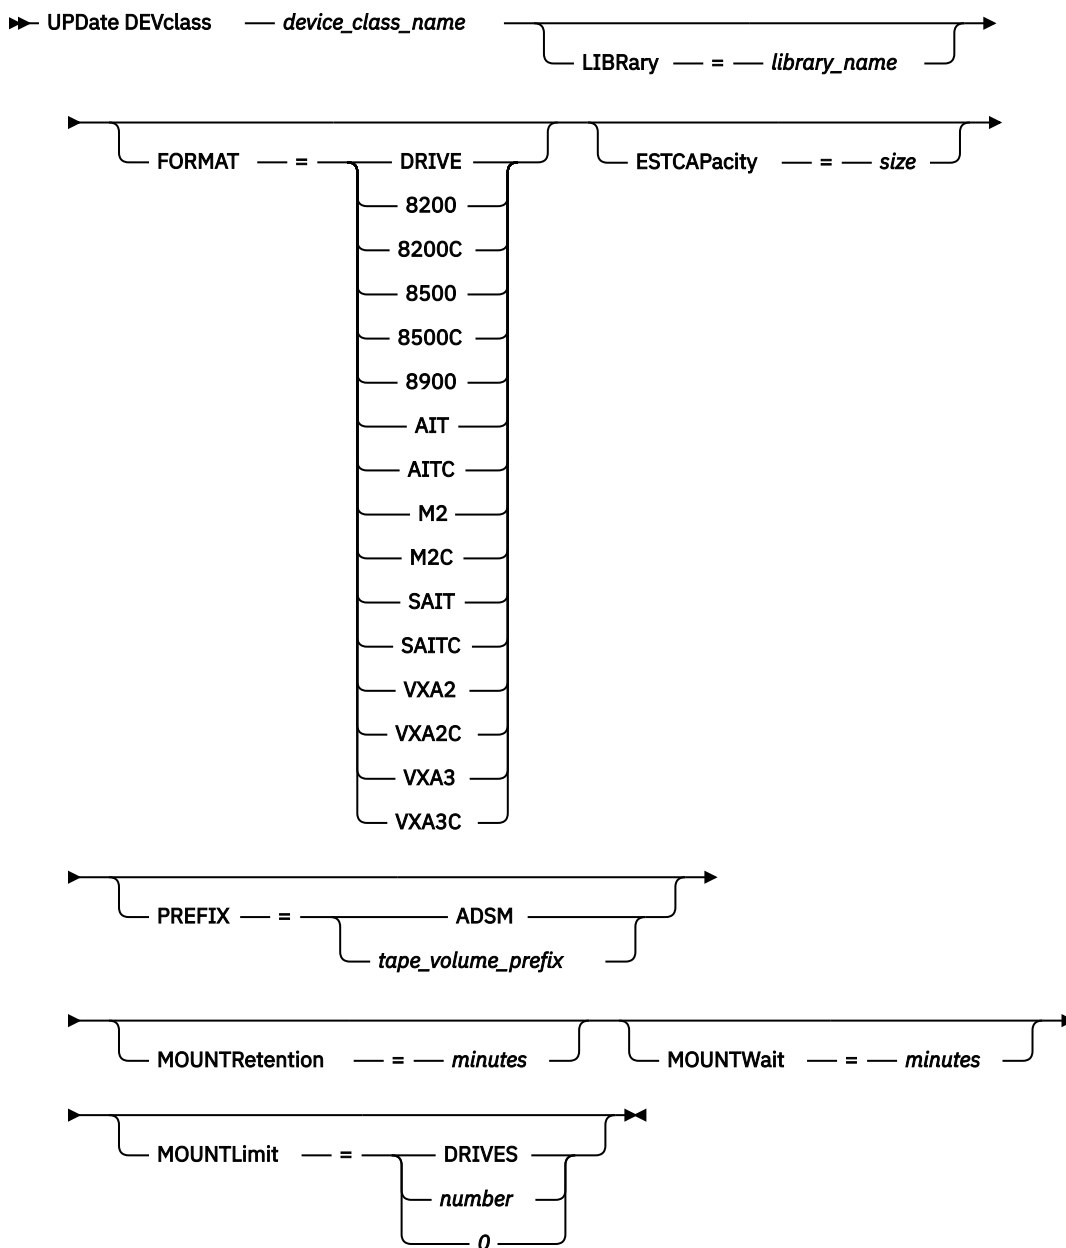 UPDate DEVclass device_class_name
LIBRary = library_name
FORMAT = DRIVE ESTCAPacity = size
8200
8200C
8500
8500C
8900
AIT
AITC
M2
M2C
SAIT
SAITC
VXA2
VXA2C
VXA3
VXA3C
PREFIX = ADSM
tape_volume_prefix
MOUNTRetention = minutes MOUNTWait = minutes
MOUNTLimit = DRIVES
number
0